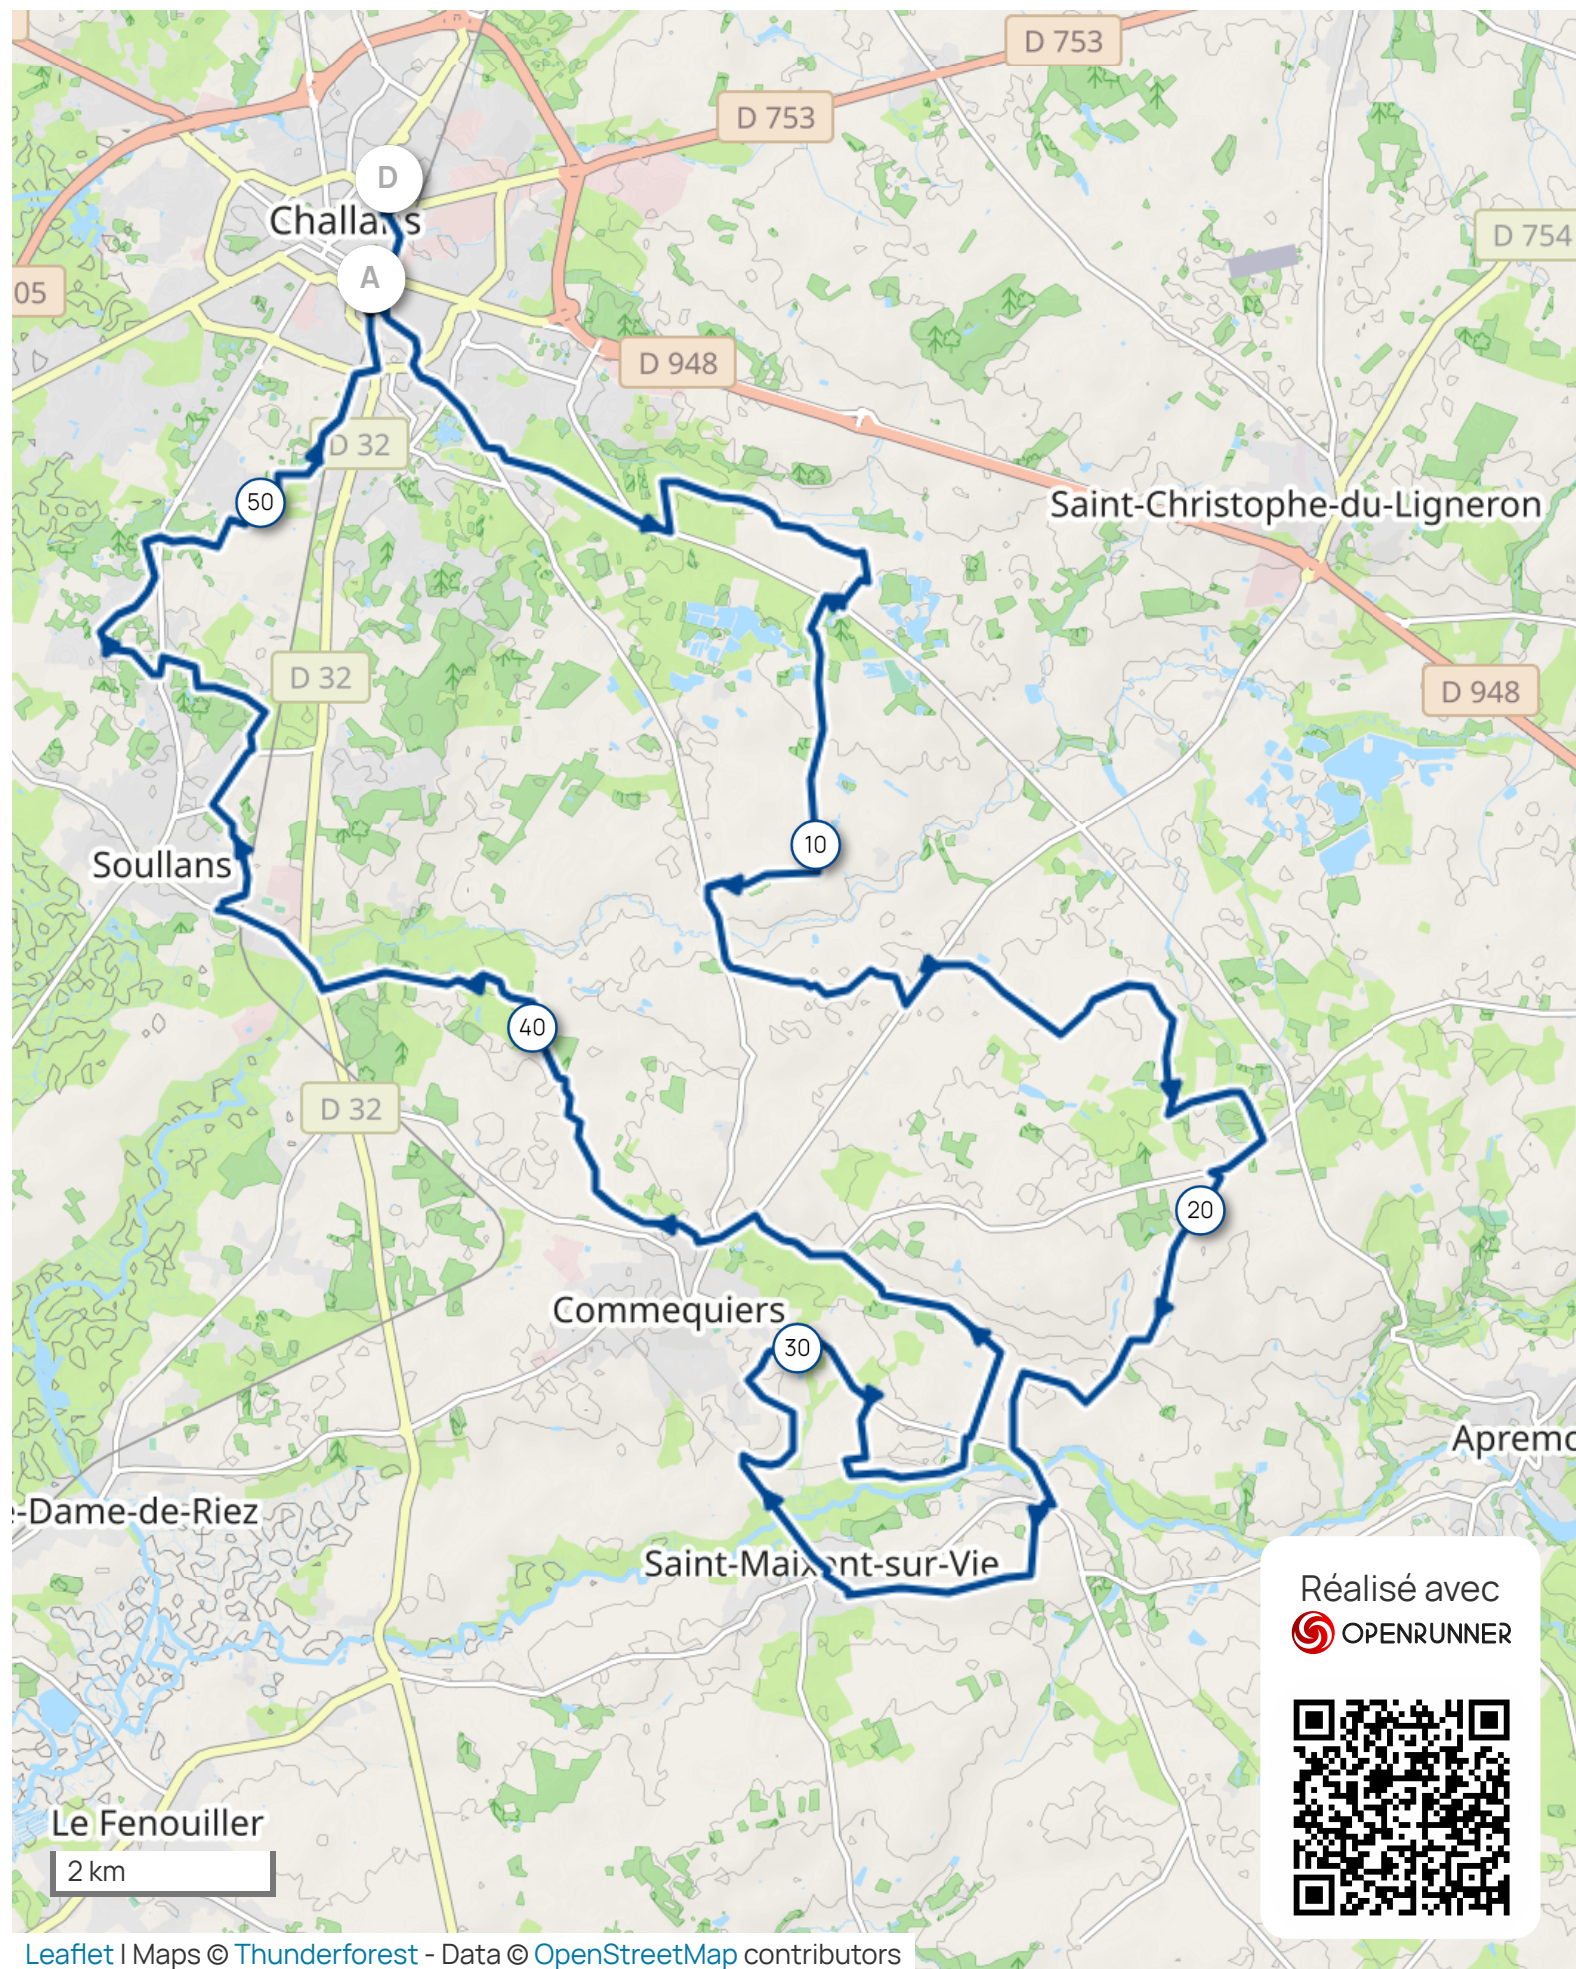 D 753
D 753
D
Challans
D 754
A
05
D 948
D 32
50
Saint-Christophe-du-Ligneron
D 32
D 948
10
Soullans
40
D 32
20
Commequiers
30
Apremo
-Dame-de-Riez
Saint-Maixent-sur-Vie
Réalisé avec
OPENRUNNER
Le Fenouiller
2 km
Leaflet | Maps © Thunderforest - Data © OpenStreetMap contributors